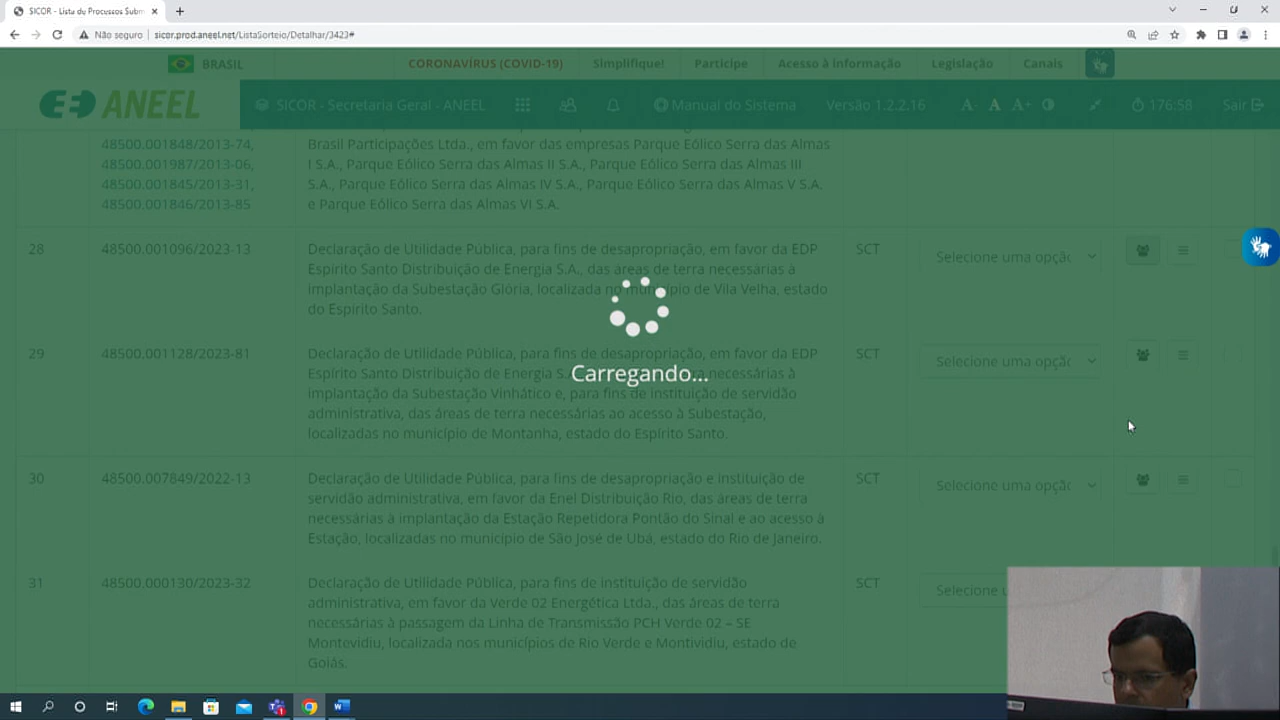 SICOR - Lista de Processos Subm
Não seguro
sicor.prod.aneel.net/ListaSorteio/Detalhar/3423#
BRASIL
CORONAVÍRUS (COVID-19)
Simplifique!
Participe
Acesso à informação
Legislação
Canais
ANEEL
SICOR - Secretaria Geral - ANEEL
Manual do Sistema
Versão 1.2.2.16
A-
A
A+
176:58
Sair
48500.001848/2013-74,
48500.001987/2013-06,
48500.001845/2013-31,
48500.001846/2013-85
Brasil Participações Ltda., em favor das empresas Parque Eólico Serra das Almas
I S.A., Parque Eólico Serra das Almas II S.A., Parque Eólico Serra das Almas III
S.A., Parque Eólico Serra das Almas IV S.A., Parque Eólico Serra das Almas V S.A.
e Parque Eólico Serra das Almas VI S.A.
28
48500.001096/2023-13
Declaração de Utilidade Pública, para fins de desapropriação, em favor da EDP
Espírito Santo Distribuição de Energia S.A., das áreas de terra necessárias à
implantação da Subestação Glória, localizada no município de Vila Velha, estado
do Espírito Santo.
SCT
Selecione uma opçã
29
48500.001128/2023-81
Declaração de Utilidade Pública, para fins de desapropriação, em favor da EDP
Espírito Santo Distribuição de Energia S. necessárias à
implantação da Subestação Vinhático e, para fins de instituição de servidão
administrativa, das áreas de terra necessárias ao acesso à Subestação,
localizadas no município de Montanha, estado do Espírito Santo.
SCT
Selecione uma opçã
Carregando...
30
48500.007849/2022-13
Declaração de Utilidade Pública, para fins de desapropriação e instituição de
servidão administrativa, em favor da Enel Distribuição Rio, das áreas de terra
necessárias à implantação da Estação Repetidora Pontão do Sinal e ao acesso à
Estação, localizadas no município de São José de Ubá, estado do Rio de Janeiro.
SCT
Selecione uma opçã
31
48500.000130/2023-32
Declaração de Utilidade Pública, para fins de instituição de servidão
administrativa, em favor da Verde 02 Energética Ltda., das áreas de terra
necessárias à passagem da Linha de Transmissão PCH Verde 02 – SE
Montevidiu, localizada nos municípios de Rio Verde e Montividiu, estado de
Goiás.
SCT
Selecione